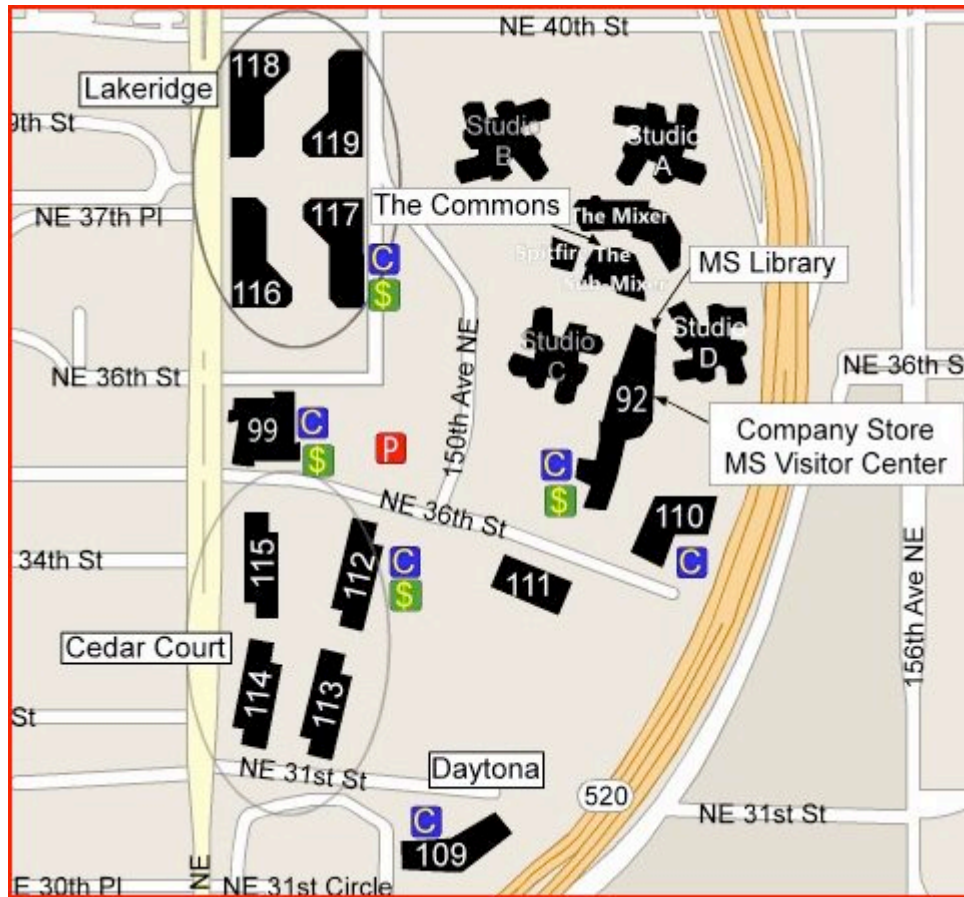 NE 40th St
118
Lakeridge
119
9th St
Studio
B
Studio
A
The Commons
117
NE 37th Pl
The Mixer
Spitfire
The
Sub-Mixer
MS Library
C
$
116
Studio
C
Studio
D
150th Ave NE
NE 36th St
NE 36th S
92
99
C
$
P
Company Store
MS Visitor Center
C
$
NE 36th St
110
C
34th St
115
112
C
$
111
156th Ave NE
Cedar Court
114
113
St
NE 31st St
Daytona
520
NE 31st St
C
109
E 30th Pl
NE
NE 31st Circle